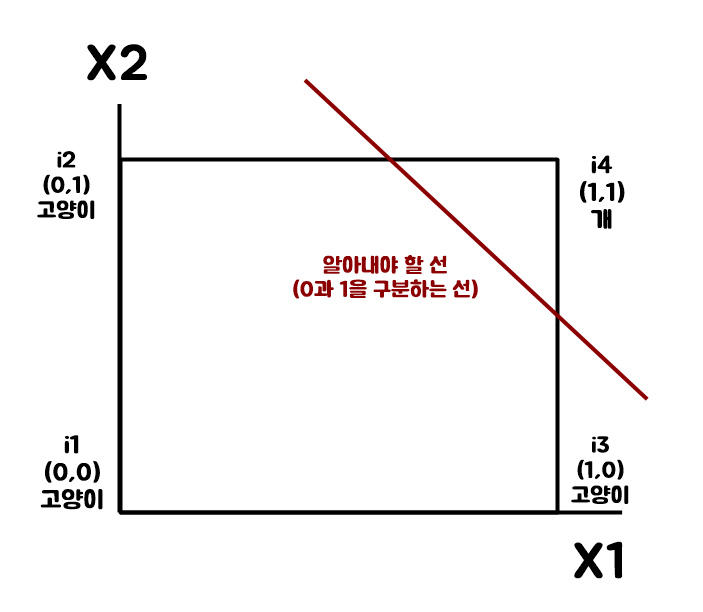 X2
i2
(0,1)
고양이
i4
(1,1)
개
알아내야 할 선
(0과 1을 구분하는 선)
i1
(0,0)
고양이
i3
(1,0)
고양이
X1